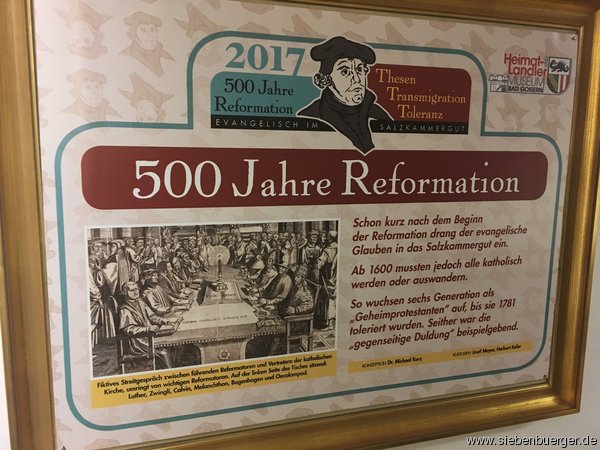 2017
500 Jahre
Reformation
Thesen
Transmigration
Toleranz
EVANGELISCH IM SALZKAMMERGUT
Heimat-
Landler
MUSEUM
BAD GOISERN
500 Jahre Reformation
Schon kurz nach dem Beginn
der Reformation drang der evangelische
Glauben in das Salzkammergut ein.
Ab 1600 mussten jedoch alle katholisch
werden oder auswandern.
So wuchsen sechs Generation als
„Geheimprotestanten“ auf, bis sie 1781
toleriert wurden. Seither war die
„gegenseitige Duldung“ beispielgebend.
Fiktives Streitgespräch zwischen führenden Reformatoren und Vertretern der katholischen
Kirche, umringt von wichtigen Reformatoren. Auf der linken Seite des Tisches sitzend:
Luther, Zwingli, Calvin, Melanchthon, Bugenhagen und Oecolampad.
KONZEPTION Dr. Michael Kurz
KURATOREN Josef Meyer, Herbert Kefer
www.siebenbuerger.de